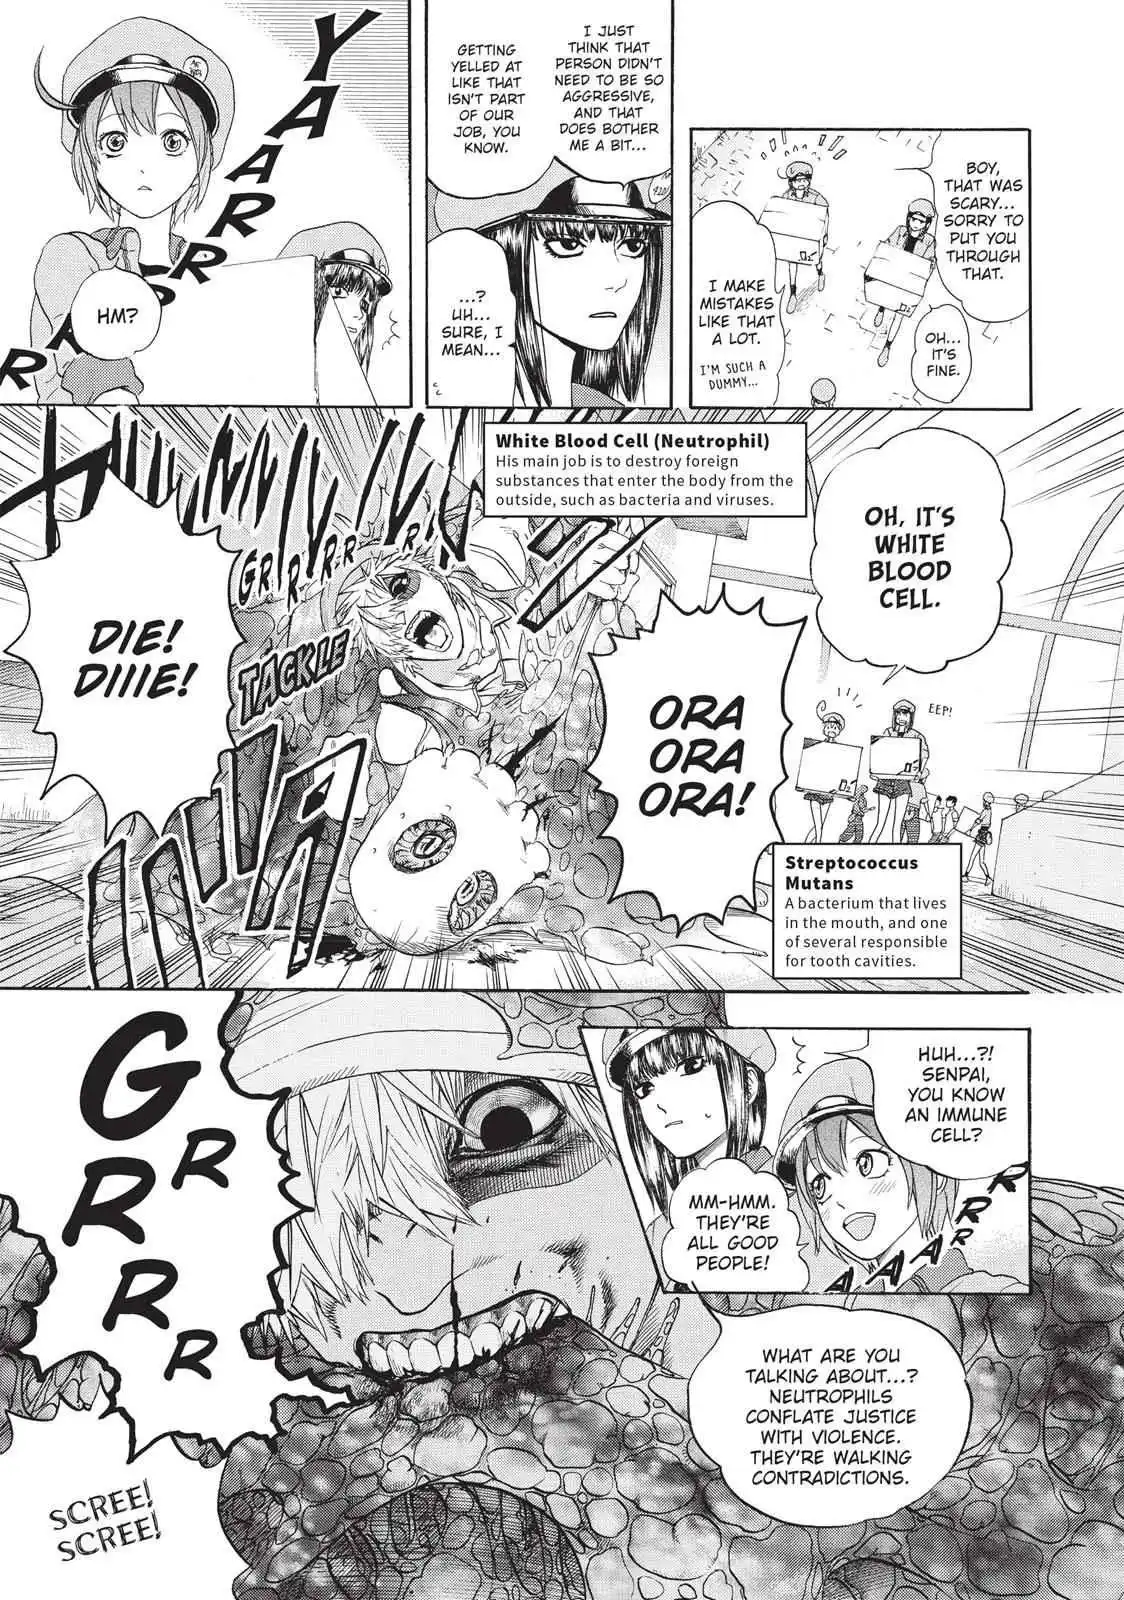 BOY,
THAT WAS
SCARY...
SORRY TO
PUT YOU
THROUGH
THAT.
OH...
IT'S
FINE.
I MAKE
MISTAKES
LIKE THAT
A LOT.
I'M SUCH A
DUMMY...
I JUST
THINK THAT
PERSON DIDN'T
NEED TO BE SO
AGGRESSIVE,
AND THAT
DOES BOTHER
ME A BIT...
GETTING
YELLED AT
LIKE THAT
ISN'T PART
OF OUR
JOB, YOU
KNOW.
...?
UH...
SURE, I
MEAN...
YAARRRRR
HM?
OH, IT'S
WHITE
BLOOD
CELL.
EEP!
White Blood Cell (Neutrophil)
His main job is to destroy foreign
substances that enter the body from the
outside, such as bacteria and viruses.
ORA
ORA
ORA!
GRRRRR
TACKLE
DIE!
DIIIE!
Streptococcus
Mutans
A bacterium that lives
in the mouth, and one
of several responsible
for tooth cavities.
HUH...?!
SENPAI,
YOU KNOW
AN IMMUNE
CELL?
MM-HMM.
THEY'RE
ALL GOOD
PEOPLE!
AAAARRR
GRRRRR
WHAT ARE YOU
TALKING ABOUT...?
NEUTROPHILS
CONFLATE JUSTICE
WITH VIOLENCE.
THEY'RE WALKING
CONTRADICTIONS.
SCREE!
SCREE!